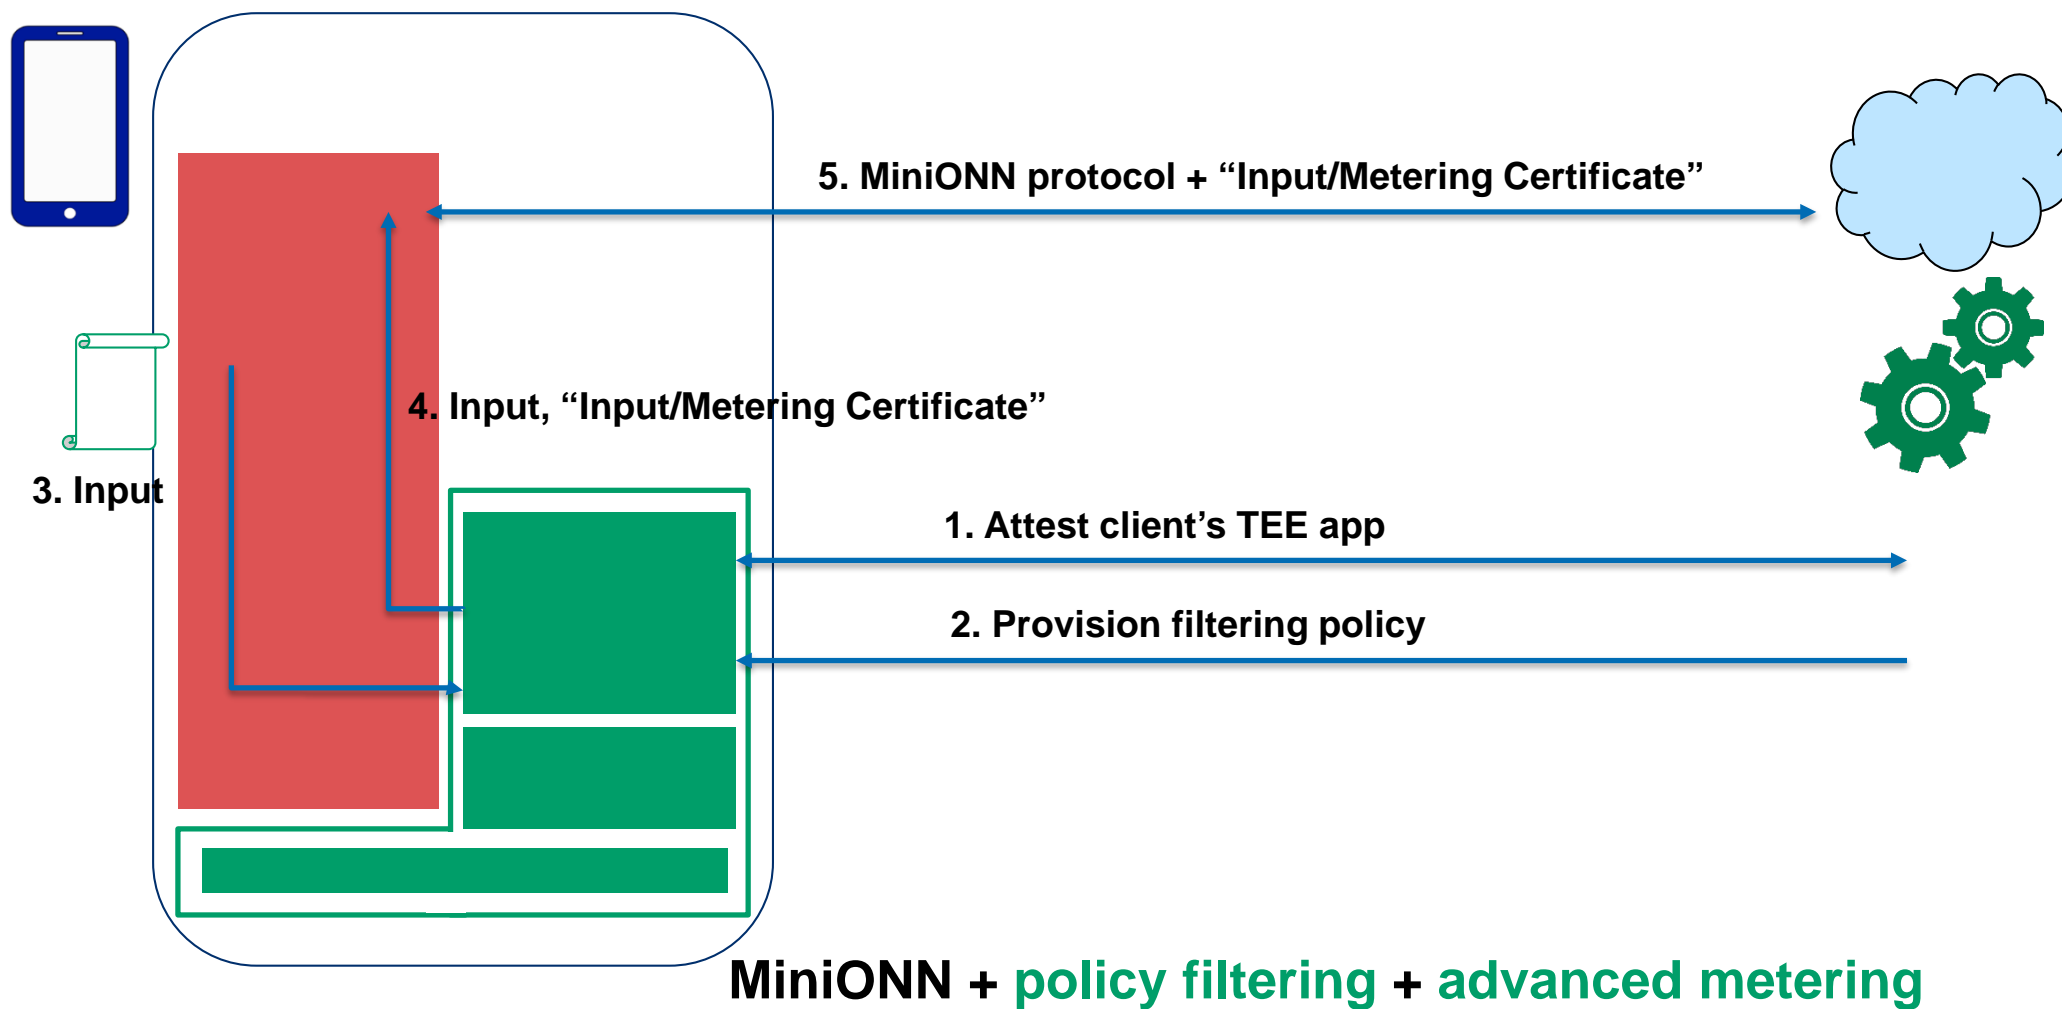 5. MiniONN protocol + “Input/Metering Certificate”
4. Input, “Input/Metering Certificate”
3. Input
1. Attest client’s TEE app
2. Provision filtering policy
MiniONN + policy filtering + advanced metering